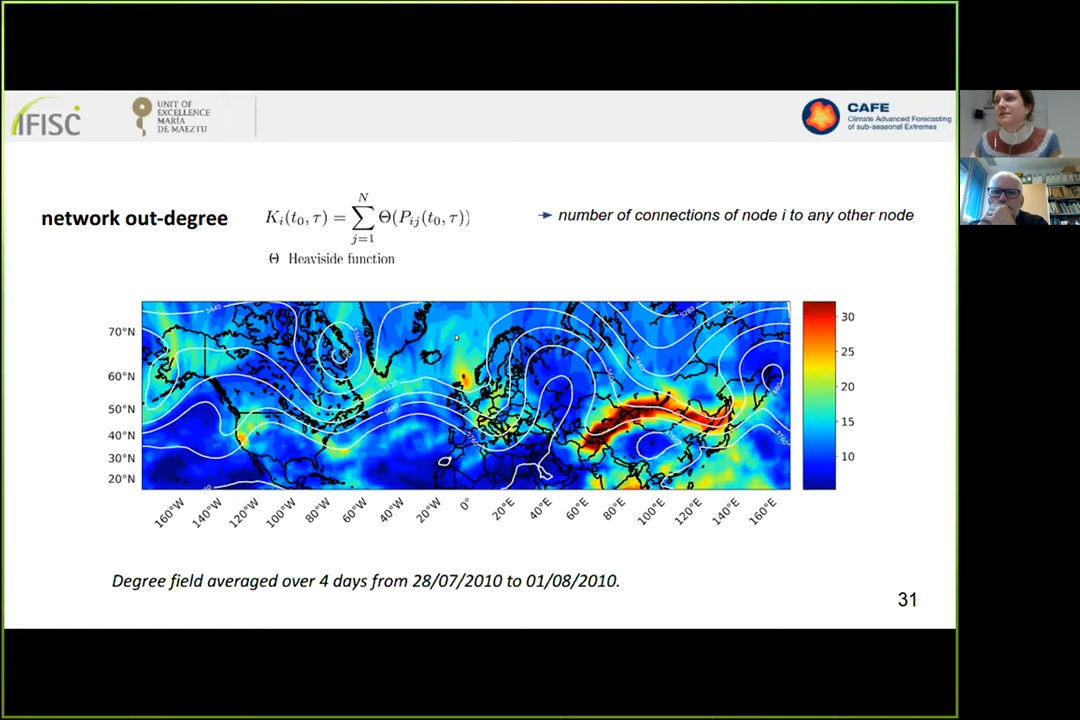 IFISC
UNIT OF
EXCELLENCE
MARÍA
DE MAEZTU
CAFE
Climate Advanced Forecasting
of sub-seasonal Extremes
network out-degree
K_i(t_0, τ) = ∑_{j=1}^{N} Θ(P_{ij}(t_0, τ))
→ number of connections of node i to any other node
Θ Heaviside function
70°N
60°N
50°N
40°N
30°N
20°N
160°W 140°W 120°W 100°W 80°W 60°W 40°W 20°W 0° 20°E 40°E 60°E 80°E 100°E 120°E 140°E 160°E
30
25
20
15
10
Degree field averaged over 4 days from 28/07/2010 to 01/08/2010.
31